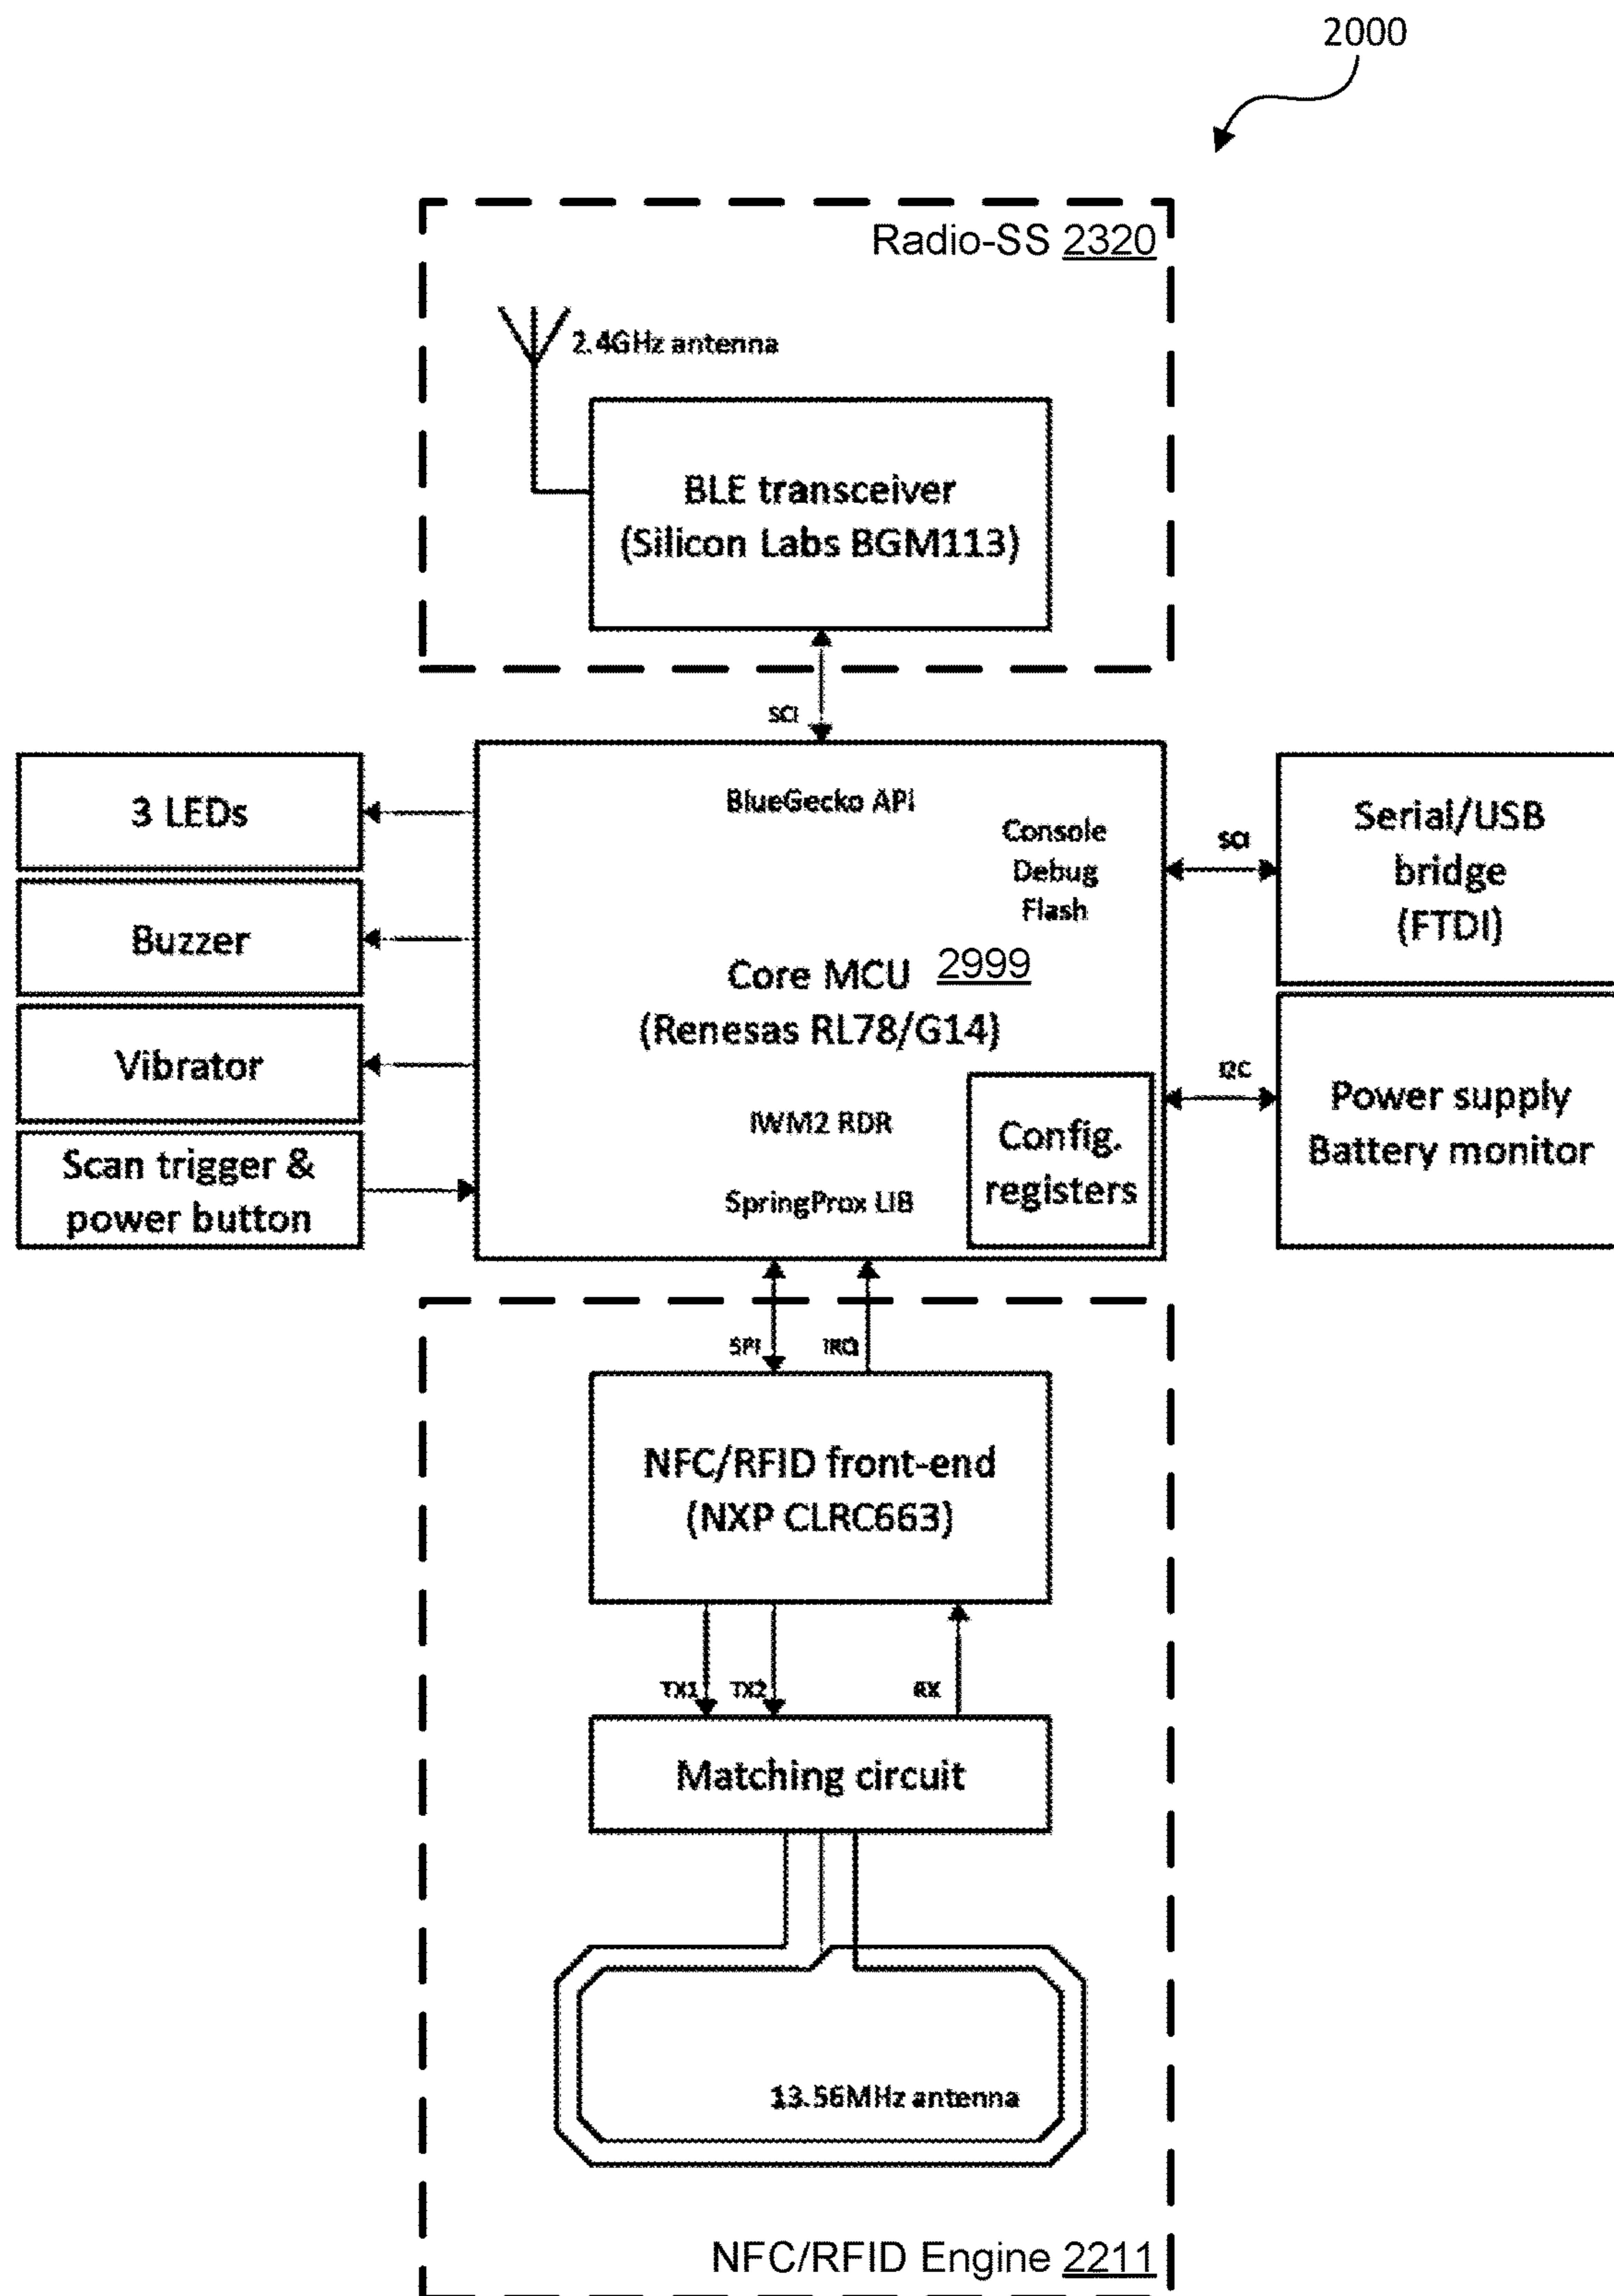 2000
Radio-SS 2320
2.4GHz antenna
BLE transceiver
(Silicon Labs BGM113)
SCI
3 LEDs
Buzzer
Vibrator
Scan trigger &
power button
BlueGecko API
Console
Debug
Flash
Core MCU 2999
(Renesas RL78/G14)
IWM2 RDR
SpringProx LIB
Config.
registers
SCI
Serial/USB
bridge
(FTDI)
I2C
Power supply
Battery monitor
SPI IRQ
NFC/RFID front-end
(NXP CLRC663)
TX1 TX2 RX
Matching circuit
13.56MHz antenna
NFC/RFID Engine 2211